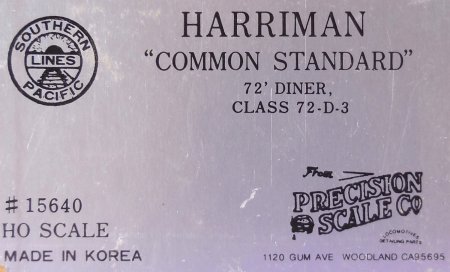 SOUTHERN
LINES
PACIFIC
HARRIMAN
“COMMON STANDARD”
72' DINER,
CLASS 72-D-3
From
PRECISION
SCALE CO
LOCOMOTIVES
DETAILING PARTS
# 15640
HO SCALE
MADE IN KOREA
1120 GUM AVE WOODLAND CA95695